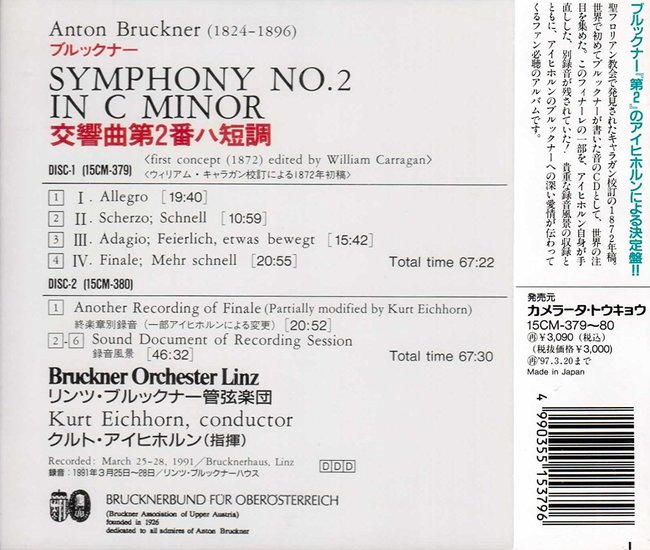 Anton Bruckner (1824-1896)
ブルックナー
SYMPHONY NO.2
IN C MINOR
交響曲第2番ハ短調
DISC-1 (15CM-379)
〈first concept (1872) edited by William Carragan〉
〈ウィリアム・キャラガン校訂による1872年初稿〉
1 I. Allegro [19:40]
2 II. Scherzo; Schnell [10:59]
3 III. Adagio; Feierlich, etwas bewegt [15:42]
4 IV. Finale; Mehr schnell [20:55] Total time 67:22
DISC-2 (15CM-380)
1 Another Recording of Finale (Partially modified by Kurt Eichhorn)
終楽章別録音（一部アイヒホルンによる変更）[20:52]
2-6 Sound Document of Recording Session
録音風景 [46:32] Total time 67:30
Bruckner Orchester Linz
リンツ・ブルックナー管弦楽団
Kurt Eichhorn, conductor
クルト・アイヒホルン（指揮）
Recorded: March 25-28, 1991／Brucknerhaus, Linz
録音：1991年3月25日〜28日／リンツ・ブルックナーハウス
DDD
BRUCKNERBUND FÜR OBERÖSTERREICH
(Bruckner Association of Upper Austria)
founded in 1926
dedicated to all admires of Anton Bruckner
ブルックナー『第2』のアイヒホルンによる決定盤!!
聖フロリアン教会で発見されたキャラガン校訂の1872年稿。
世界で初めてブルックナーが書いた音のCDとして、世界の注
目を集めた。このフィナーレの一部を、アイヒホルン自身が手
直しした、別録音が残されていた！ 貴重な録音風景の収録と
ともに、アイヒホルンのブルックナーへの深い愛情が伝わって
くるファン必聴のアルバムです。
発売元
カメラータ・トウキョウ
15CM-379〜80
㊢¥3,090（税込）
（税抜価格¥3,000）
㊢'97.3.20まで
Made in Japan
4 990355 153796